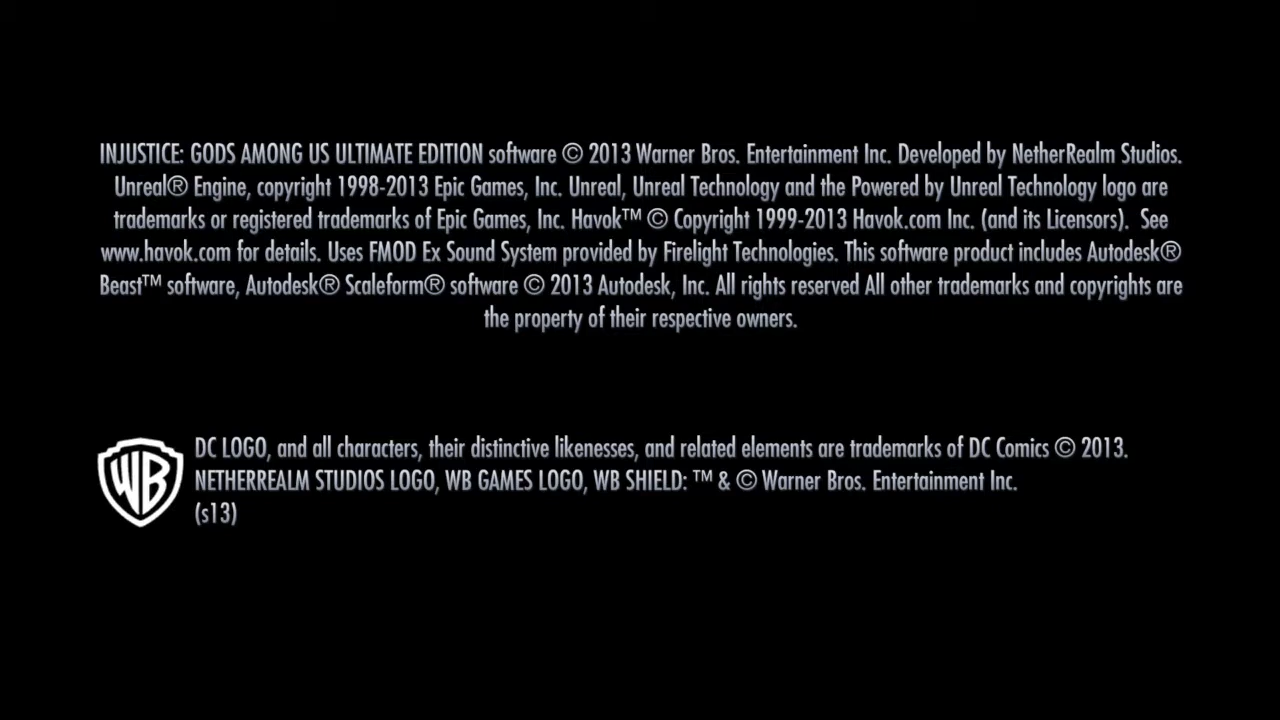 INJUSTICE: GODS AMONG US ULTIMATE EDITION software © 2013 Warner Bros. Entertainment Inc. Developed by NetherRealm Studios.
Unreal® Engine, copyright 1998-2013 Epic Games, Inc. Unreal, Unreal Technology and the Powered by Unreal Technology logo are
trademarks or registered trademarks of Epic Games, Inc. Havok™ © Copyright 1999-2013 Havok.com Inc. (and its Licensors).  See
www.havok.com for details. Uses FMOD Ex Sound System provided by Firelight Technologies. This software product includes Autodesk®
Beast™ software, Autodesk® Scaleform® software © 2013 Autodesk, Inc. All rights reserved All other trademarks and copyrights are
the property of their respective owners.
WB
DC LOGO, and all characters, their distinctive likenesses, and related elements are trademarks of DC Comics © 2013.
NETHERREALM STUDIOS LOGO, WB GAMES LOGO, WB SHIELD: ™ & © Warner Bros. Entertainment Inc.
(s13)